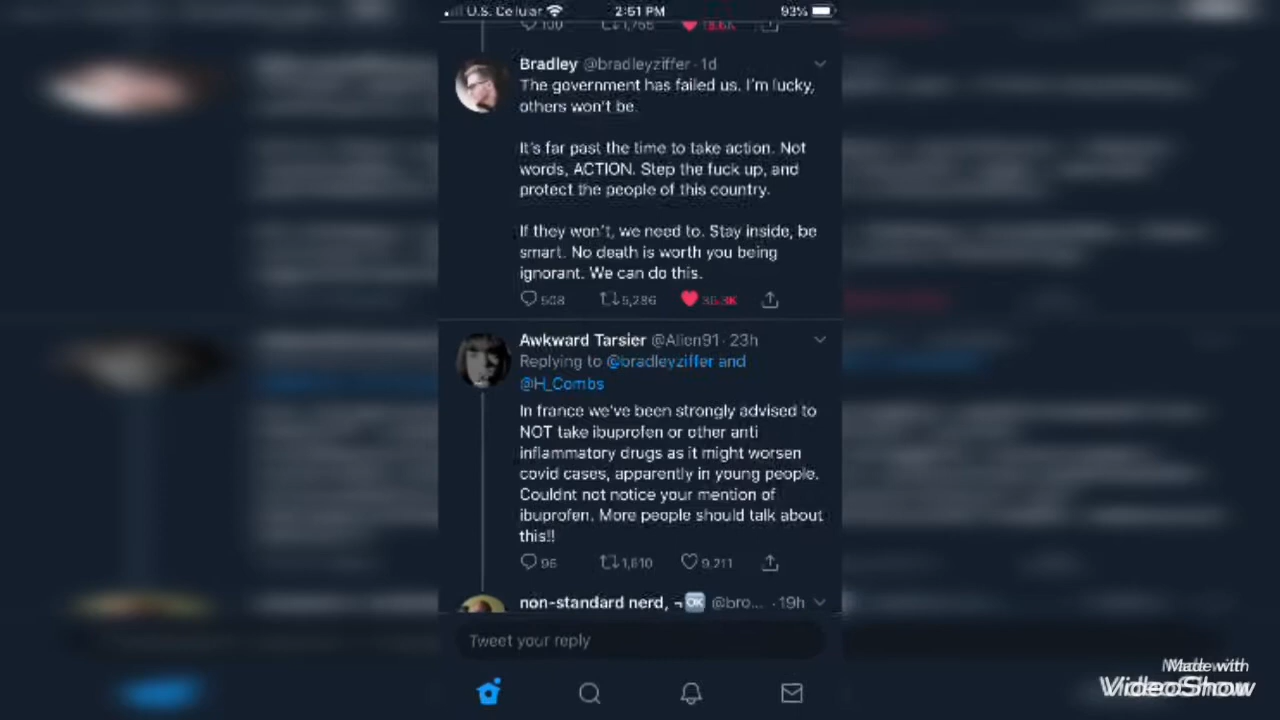 U.S. Cellular 2:51 PM 93%
Bradley @bradleyziffer · 1d
The government has failed us. I'm lucky,
others won't be.
It's far past the time to take action. Not
words, ACTION. Step the fuck up, and
protect the people of this country.
If they won't, we need to. Stay inside, be
smart. No death is worth you being
ignorant. We can do this.
508 5,286 36.3K
Awkward Tarsier @Alien91 · 23h
Replying to @bradleyziffer and
@H_Combs
In france we've been strongly advised to
NOT take ibuprofen or other anti
inflammatory drugs as it might worsen
covid cases, apparently in young people.
Couldnt not notice your mention of
ibuprofen. More people should talk about
this!!
96 1,610 9,211
non-standard nerd, ¬🆗 @bro... · 19h
Tweet your reply
Made with
VideoShow